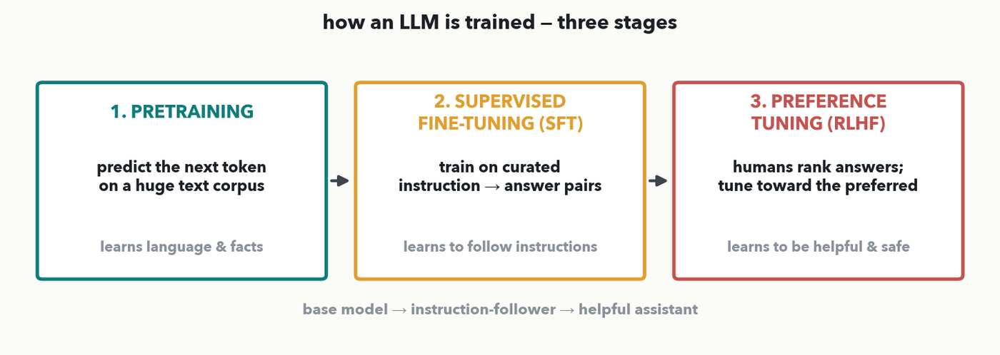 how an LLM is trained – three stages
1. PRETRAINING
predict the next token
on a huge text corpus
learns language & facts
2. SUPERVISED
FINE-TUNING (SFT)
train on curated
instruction → answer pairs
learns to follow instructions
3. PREFERENCE
TUNING (RLHF)
humans rank answers;
tune toward the preferred
learns to be helpful & safe
base model → instruction-follower → helpful assistant